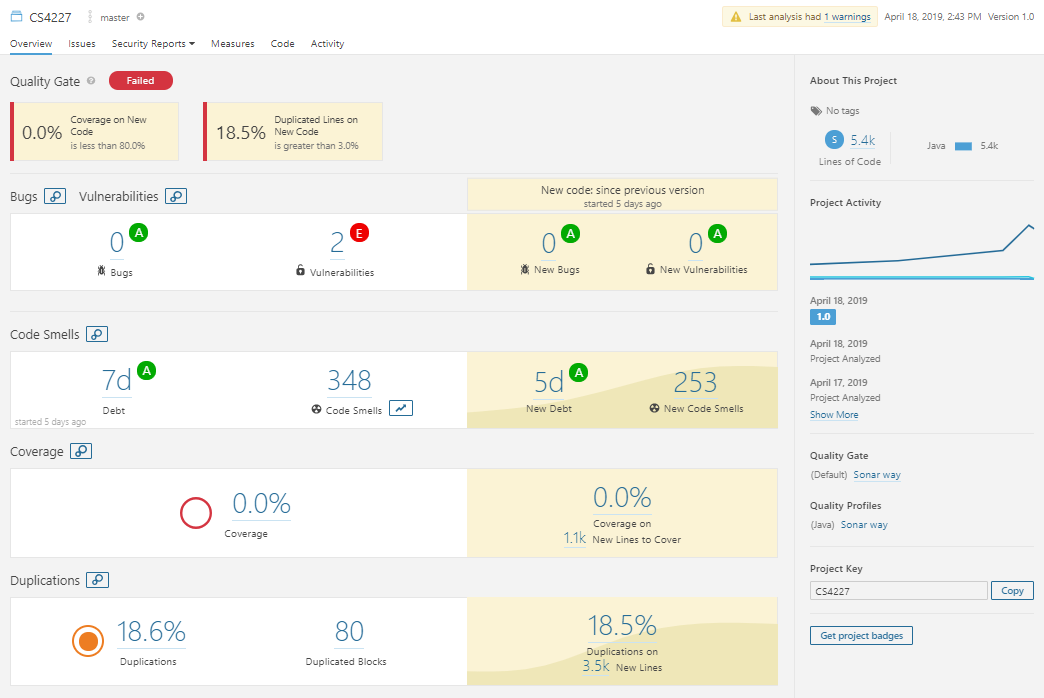 CS4227 master
Last analysis had 1 warnings April 18, 2019, 2:43 PM Version 1.0
Overview Issues Security Reports Measures Code Activity
Quality Gate ? Failed
0.0% Coverage on New
Code
is less than 80.0%
18.5% Duplicated Lines on
New Code
is greater than 3.0%
Bugs Vulnerabilities
New code: since previous version
started 5 days ago
0 A
Bugs
2 E
Vulnerabilities
0 A
New Bugs
0 A
New Vulnerabilities
Code Smells
7d A
Debt
started 5 days ago
348
Code Smells
5d A
New Debt
253
New Code Smells
Coverage
0.0%
Coverage
0.0%
Coverage on
1.1k New Lines to Cover
Duplications
18.6%
Duplications
80
Duplicated Blocks
18.5%
Duplications on
3.5k New Lines
About This Project
No tags
S 5.4k
Lines of Code
Java 5.4k
Project Activity
April 18, 2019
1.0
April 18, 2019
Project Analyzed
April 17, 2019
Project Analyzed
Show More
Quality Gate
(Default) Sonar way
Quality Profiles
(Java) Sonar way
Project Key
CS4227 Copy
Get project badges